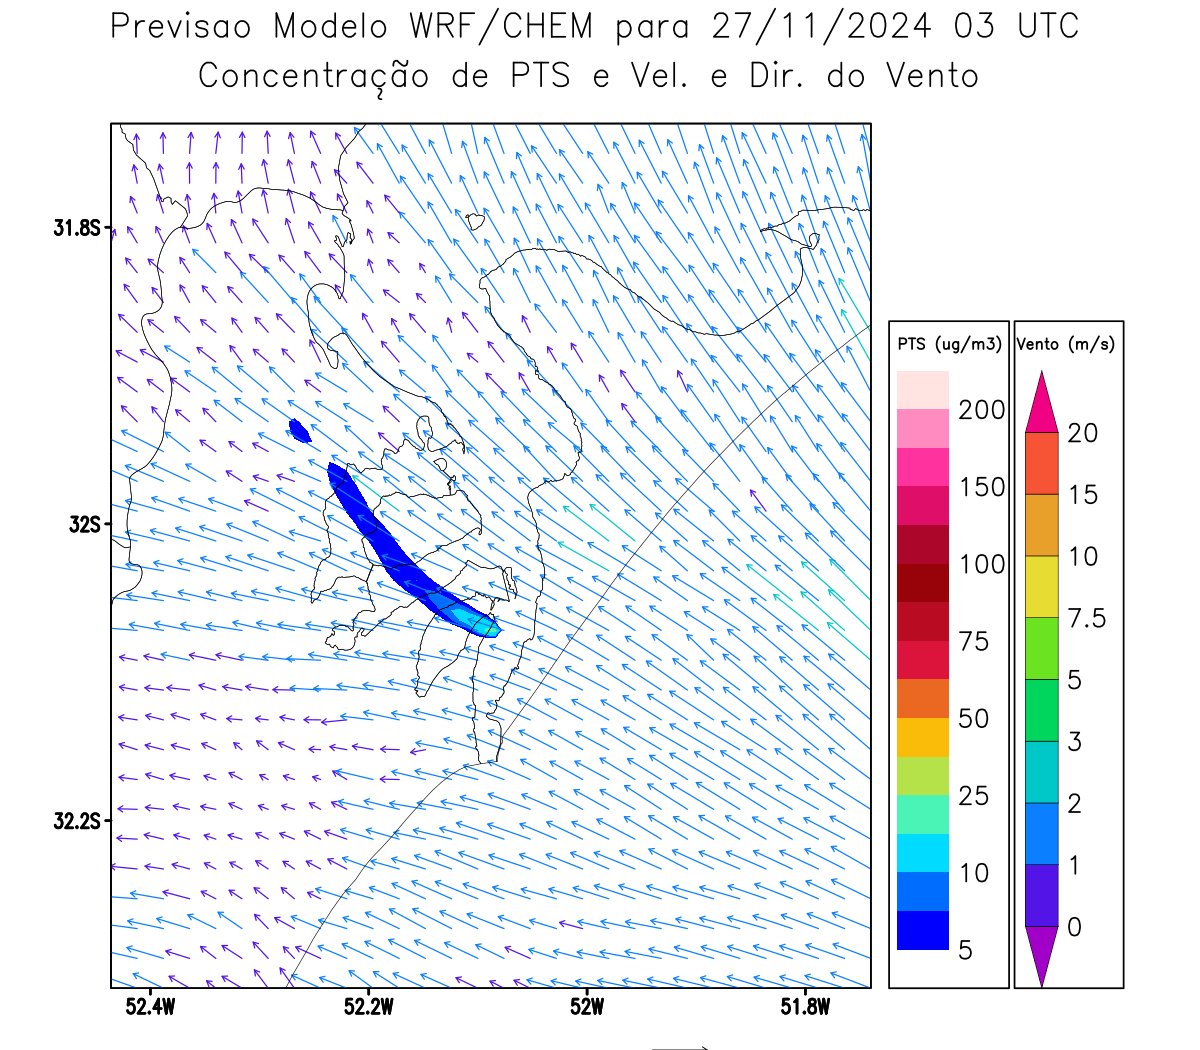 Previsao Modelo WRF/CHEM para 27/11/2024 03 UTC
Concentração de PTS e Vel. e Dir. do Vento
31.8S
32S
32.2S
52.4W 52.2W 52W 51.8W
PTS (ug/m3)
200
150
100
75
50
25
10
5
Vento (m/s)
20
15
10
7.5
5
3
2
1
0